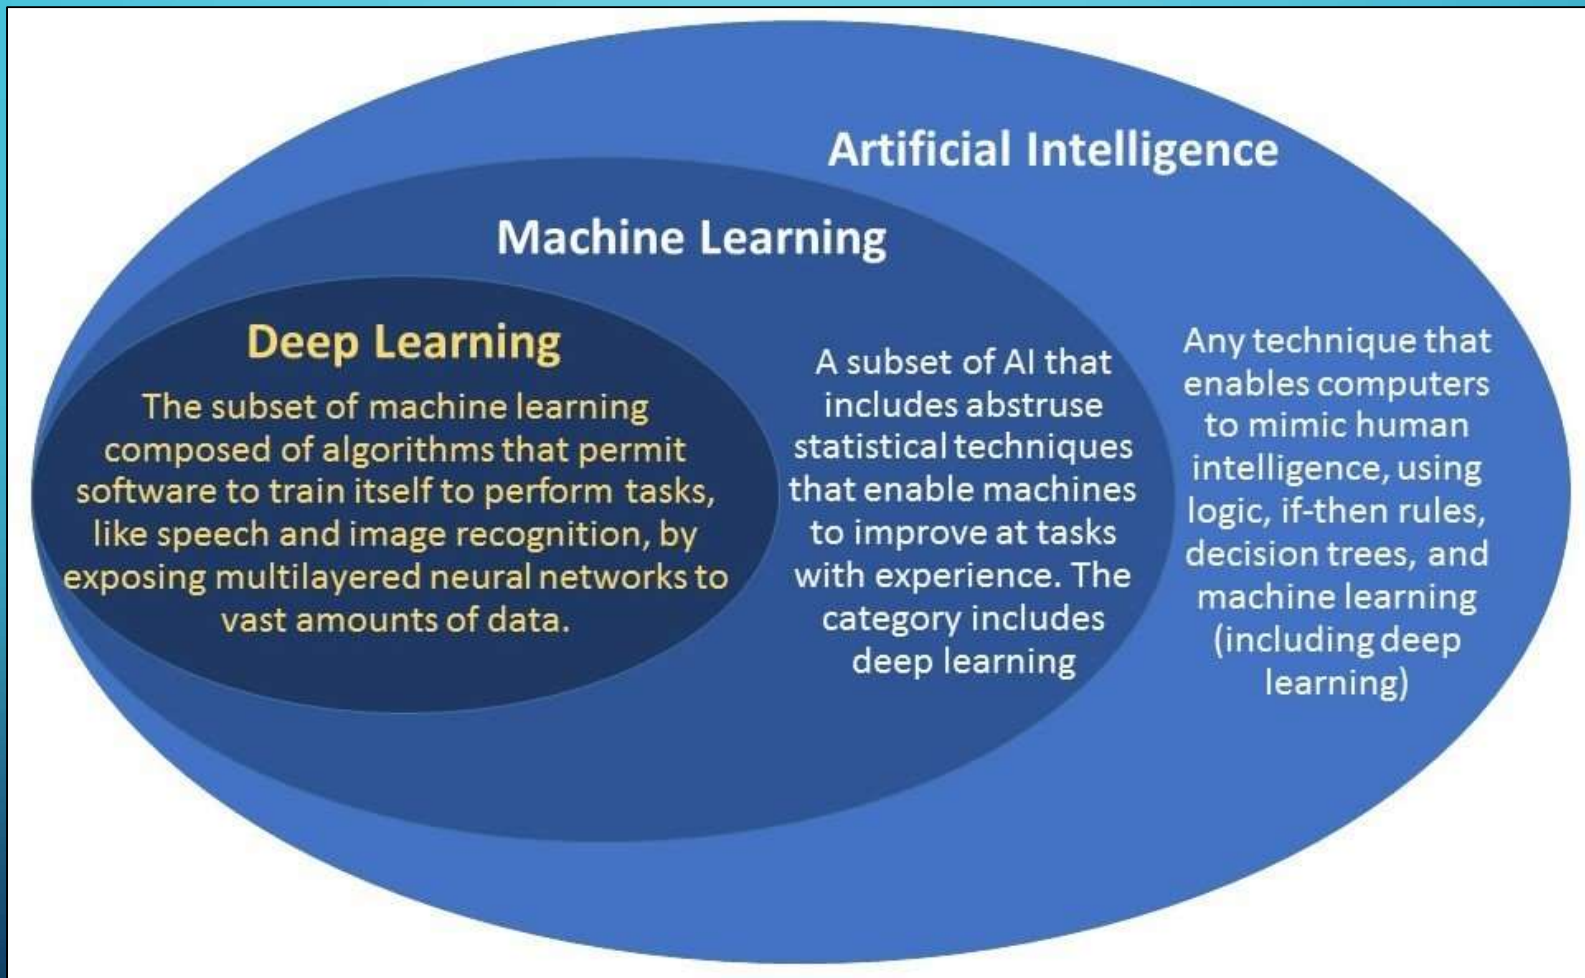 Artificial Intelligence
Machine Learning
Deep Learning
The subset of machine learning
composed of algorithms that permit
software to train itself to perform tasks,
like speech and image recognition, by
exposing multilayered neural networks to
vast amounts of data.
A subset of AI that
includes abstruse
statistical techniques
that enable machines
to improve at tasks
with experience. The
category includes
deep learning
Any technique that
enables computers
to mimic human
intelligence, using
logic, if-then rules,
decision trees, and
machine learning
(including deep
learning)